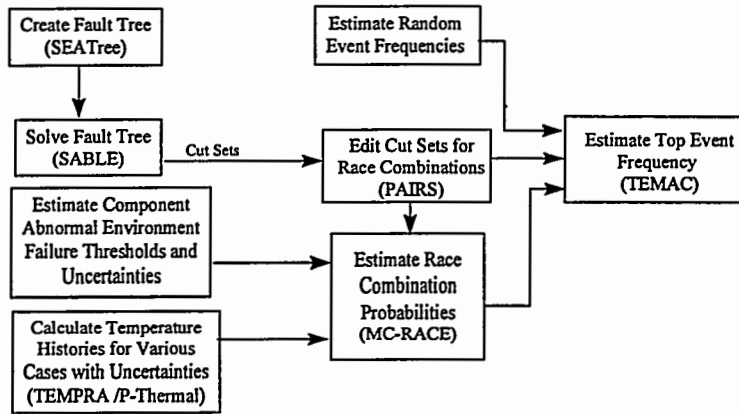 Create Fault Tree
(SEATree)
Estimate Random
Event Frequencies
Solve Fault Tree
(SABLE)
Cut Sets
Edit Cut Sets for
Race Combinations
(PAIRS)
Estimate Top Event
Frequency
(TEMAC)
Estimate Component
Abnormal Environment
Failure Thresholds and
Uncertainties
Estimate Race
Combination
Probabilities
(MC-RACE)
Calculate Temperature
Histories for Various
Cases with Uncertainties
(TEMPRA /P-Thermal)